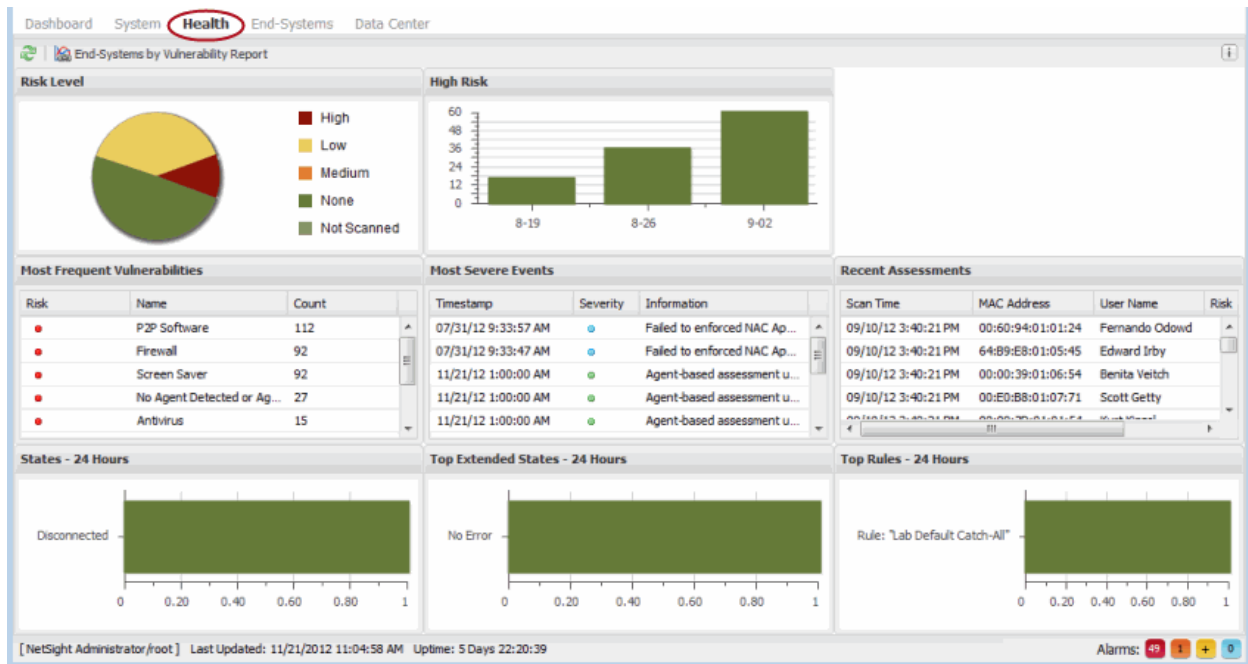 Dashboard System Health End-Systems Data Center
End-Systems by Vulnerability Report
Risk Level
High
Low
Medium
None
Not Scanned
High Risk
60
48
36
24
12
0
8-19 8-26 9-02
Most Frequent Vulnerabilities
Risk Name Count
P2P Software 112
Firewall 92
Screen Saver 92
No Agent Detected or Ag... 27
Antivirus 15
Most Severe Events
Timestamp Severity Information
07/31/12 9:33:57 AM Failed to enforced NAC Ap...
07/31/12 9:33:47 AM Failed to enforced NAC Ap...
11/21/12 1:00:00 AM Agent-based assessment u...
11/21/12 1:00:00 AM Agent-based assessment u...
11/21/12 1:00:00 AM Agent-based assessment u...
Recent Assessments
Scan Time MAC Address User Name Risk
09/10/12 3:40:21 PM 00:60:94:01:01:24 Fernando Odowd
09/10/12 3:40:21 PM 64:B9:E8:01:05:45 Edward Irby
09/10/12 3:40:21 PM 00:00:39:01:06:54 Benita Veitch
09/10/12 3:40:21 PM 00:E0:B8:01:07:71 Scott Getty
States - 24 Hours
Disconnected
0 0.20 0.40 0.60 0.80 1
Top Extended States - 24 Hours
No Error
0 0.20 0.40 0.60 0.80 1
Top Rules - 24 Hours
Rule: "Lab Default Catch-All"
0 0.20 0.40 0.60 0.80 1
[ NetSight Administrator/root ] Last Updated: 11/21/2012 11:04:58 AM Uptime: 5 Days 22:20:39
Alarms: 49 1 + 0